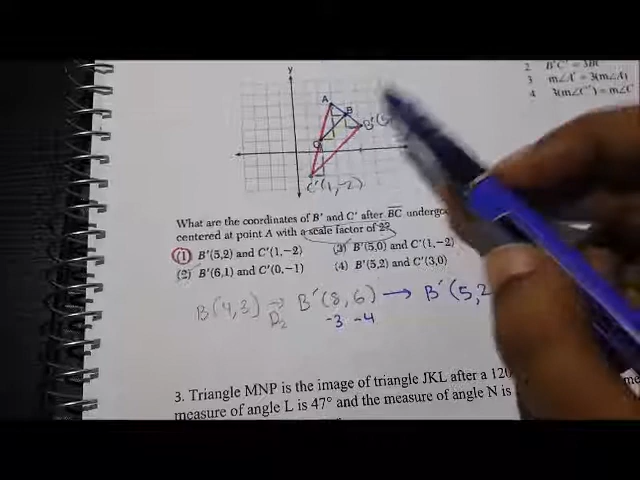 2 B'C' = 3BC
3 m∠A' = 3(m∠A)
4 3(m∠C') = m∠C
y
A
B
B'(5,
C
C'(1,-2)
What are the coordinates of B' and C' after BC undergo
centered at point A with a scale factor of 2?
(1) B'(5,2) and C'(1,−2) (3) B'(5,0) and C'(1,−2)
(2) B'(6,1) and C'(0,−1) (4) B'(5,2) and C'(3,0)
B(4,3) → B'(8,6) → B'(5,2
D2 -3 -4
3. Triangle MNP is the image of triangle JKL after a 120
measure of angle L is 47° and the measure of angle N is